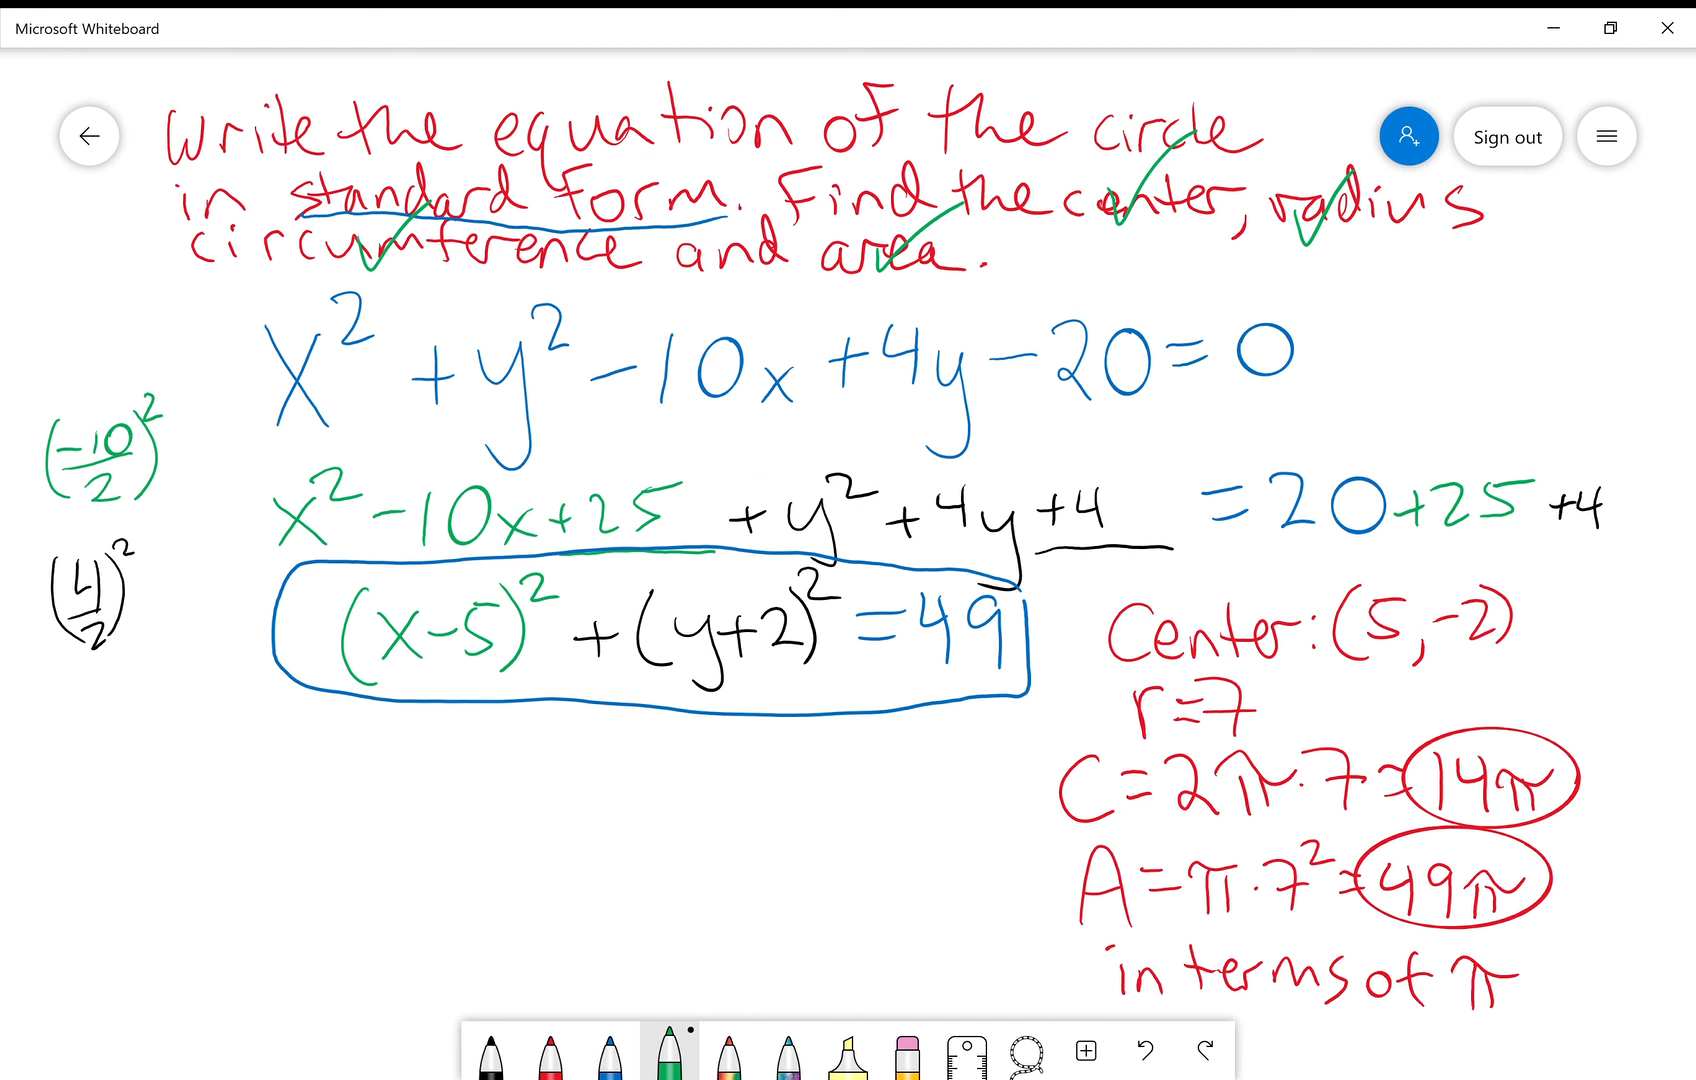 Microsoft Whiteboard
Sign out
Write the equation of the circle
in standard form. Find the center, radius
circumference and area.
x² + y² - 10x + 4y - 20 = 0
(-10/2)²
x² - 10x + 25 + y² + 4y + 4 = 20 + 25 + 4
(4/2)²
(x-5)² + (y+2)² = 49
Center: (5, -2)
r = 7
C = 2π · 7 = 14π
A = π · 7² = 49π
in terms of π